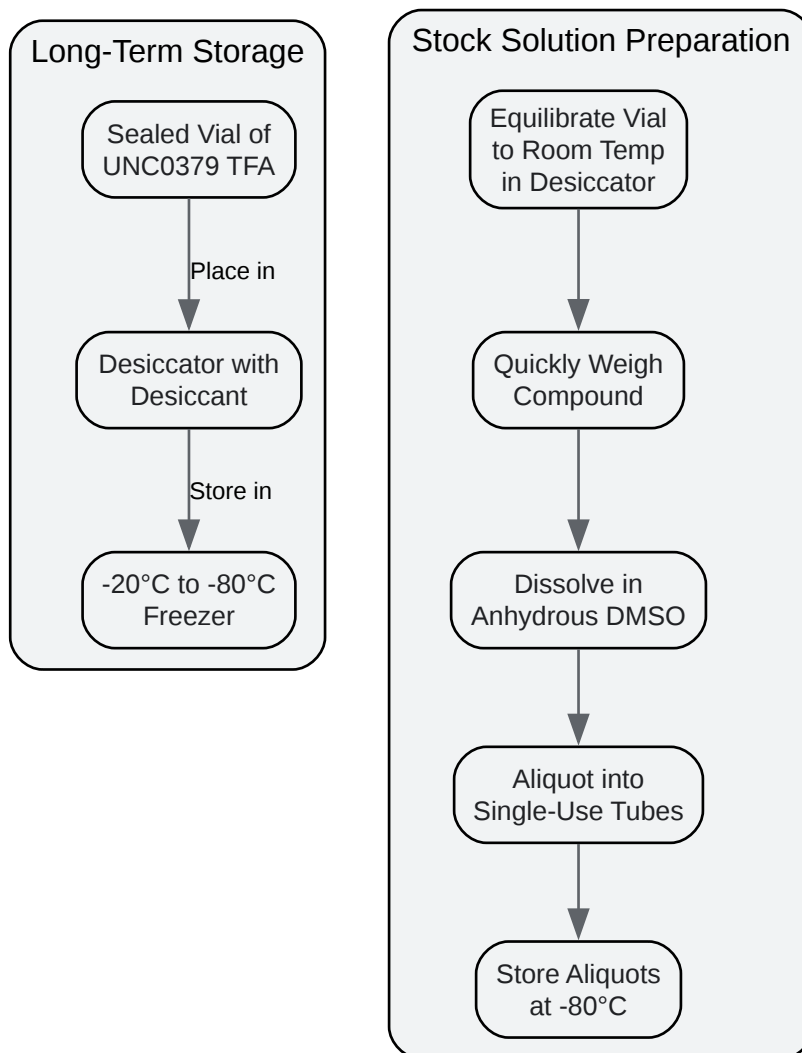 Long-Term Storage
Sealed Vial of
UNC0379 TFA
Place in
Desiccator with
Desiccant
Store in
-20°C to -80°C
Freezer
Stock Solution Preparation
Equilibrate Vial
to Room Temp
in Desiccator
Quickly Weigh
Compound
Dissolve in
Anhydrous DMSO
Aliquot into
Single-Use Tubes
Store Aliquots
at -80°C